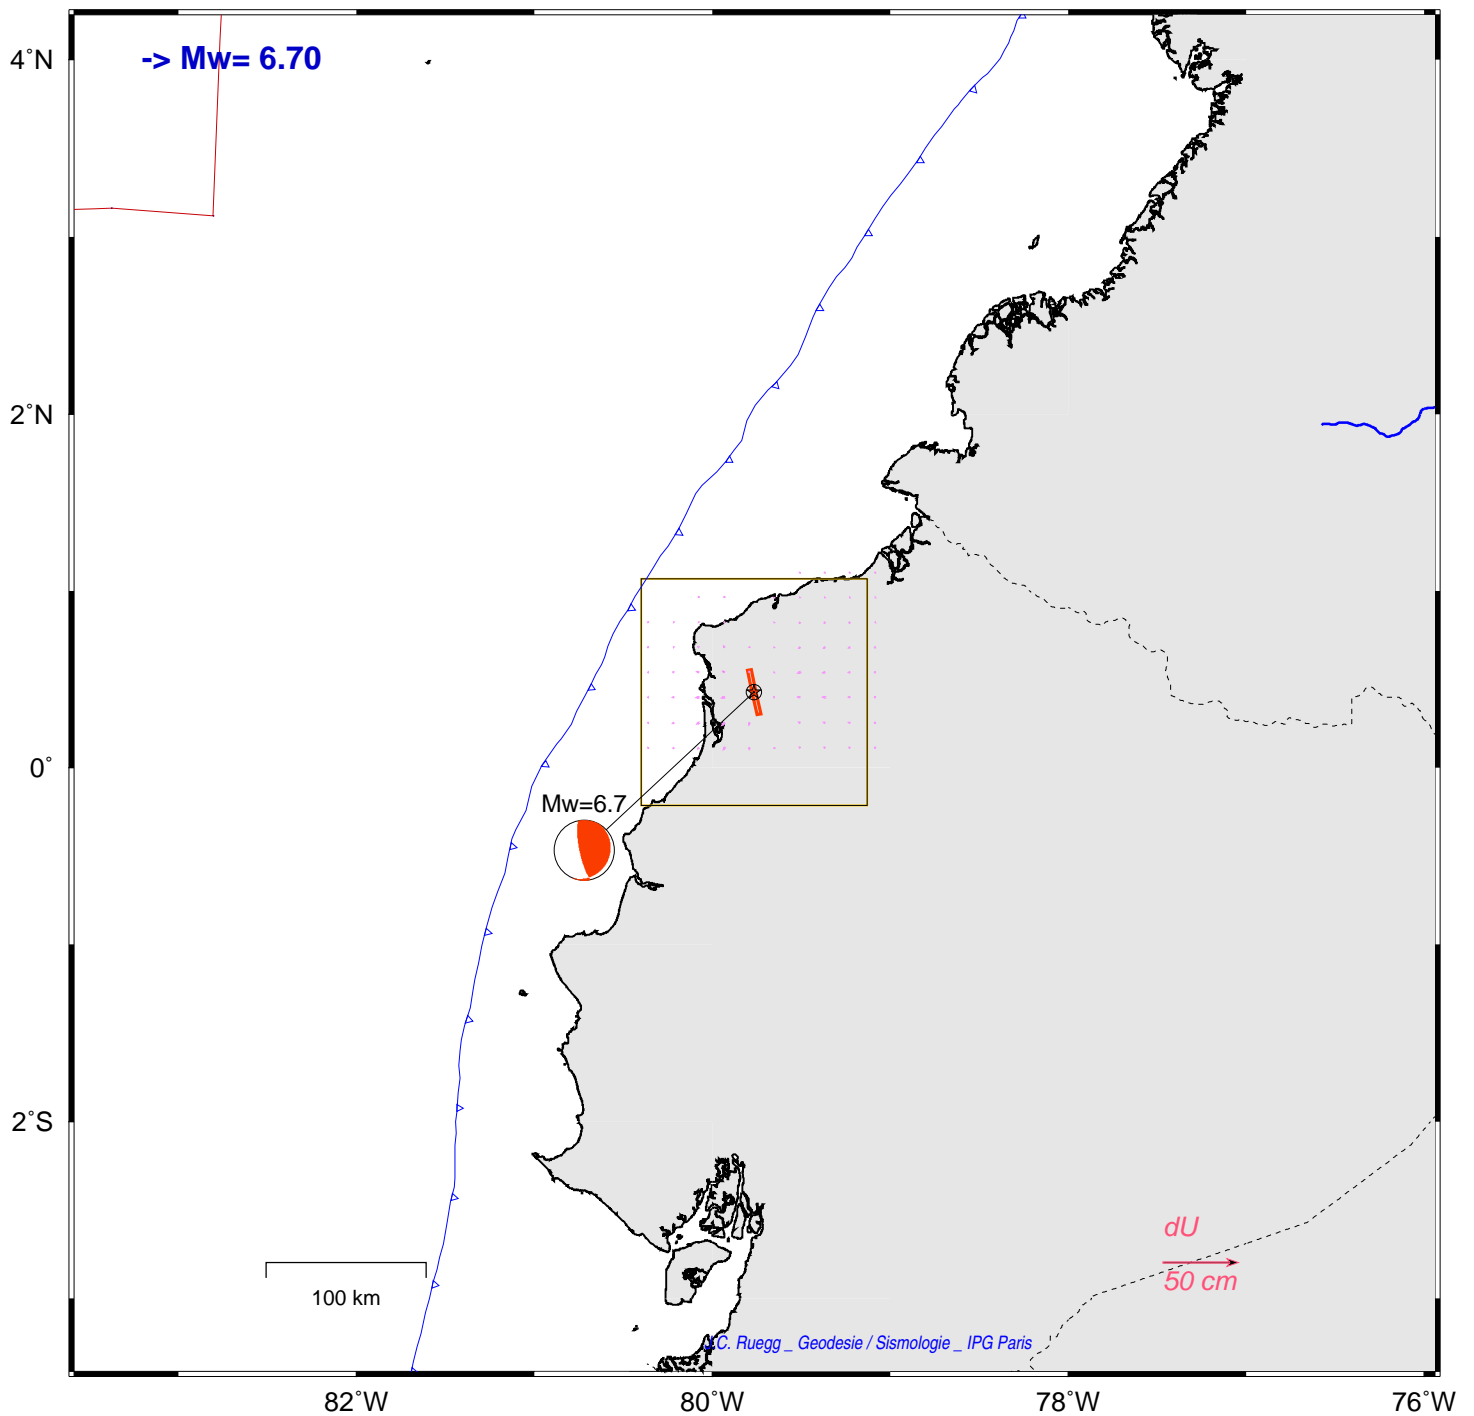 -> Mw= 6.70
4°N
2°N
0°
Mw=6.7
2°S
dU
50 cm
100 km
J.C. Ruegg _ Geodesie / Sismologie _ IPG Paris
82°W
80°W
78°W
76°W